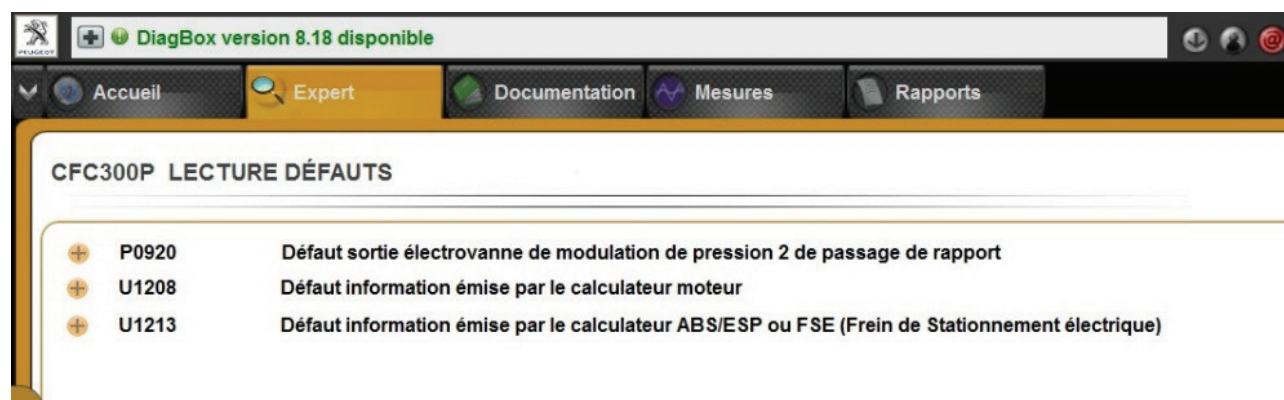 PEUGEOT
DiagBox version 8.18 disponible
Accueil Expert Documentation Mesures Rapports
CFC300P LECTURE DÉFAUTS
P0920 Défaut sortie électrovanne de modulation de pression 2 de passage de rapport
U1208 Défaut information émise par le calculateur moteur
U1213 Défaut information émise par le calculateur ABS/ESP ou FSE (Frein de Stationnement électrique)